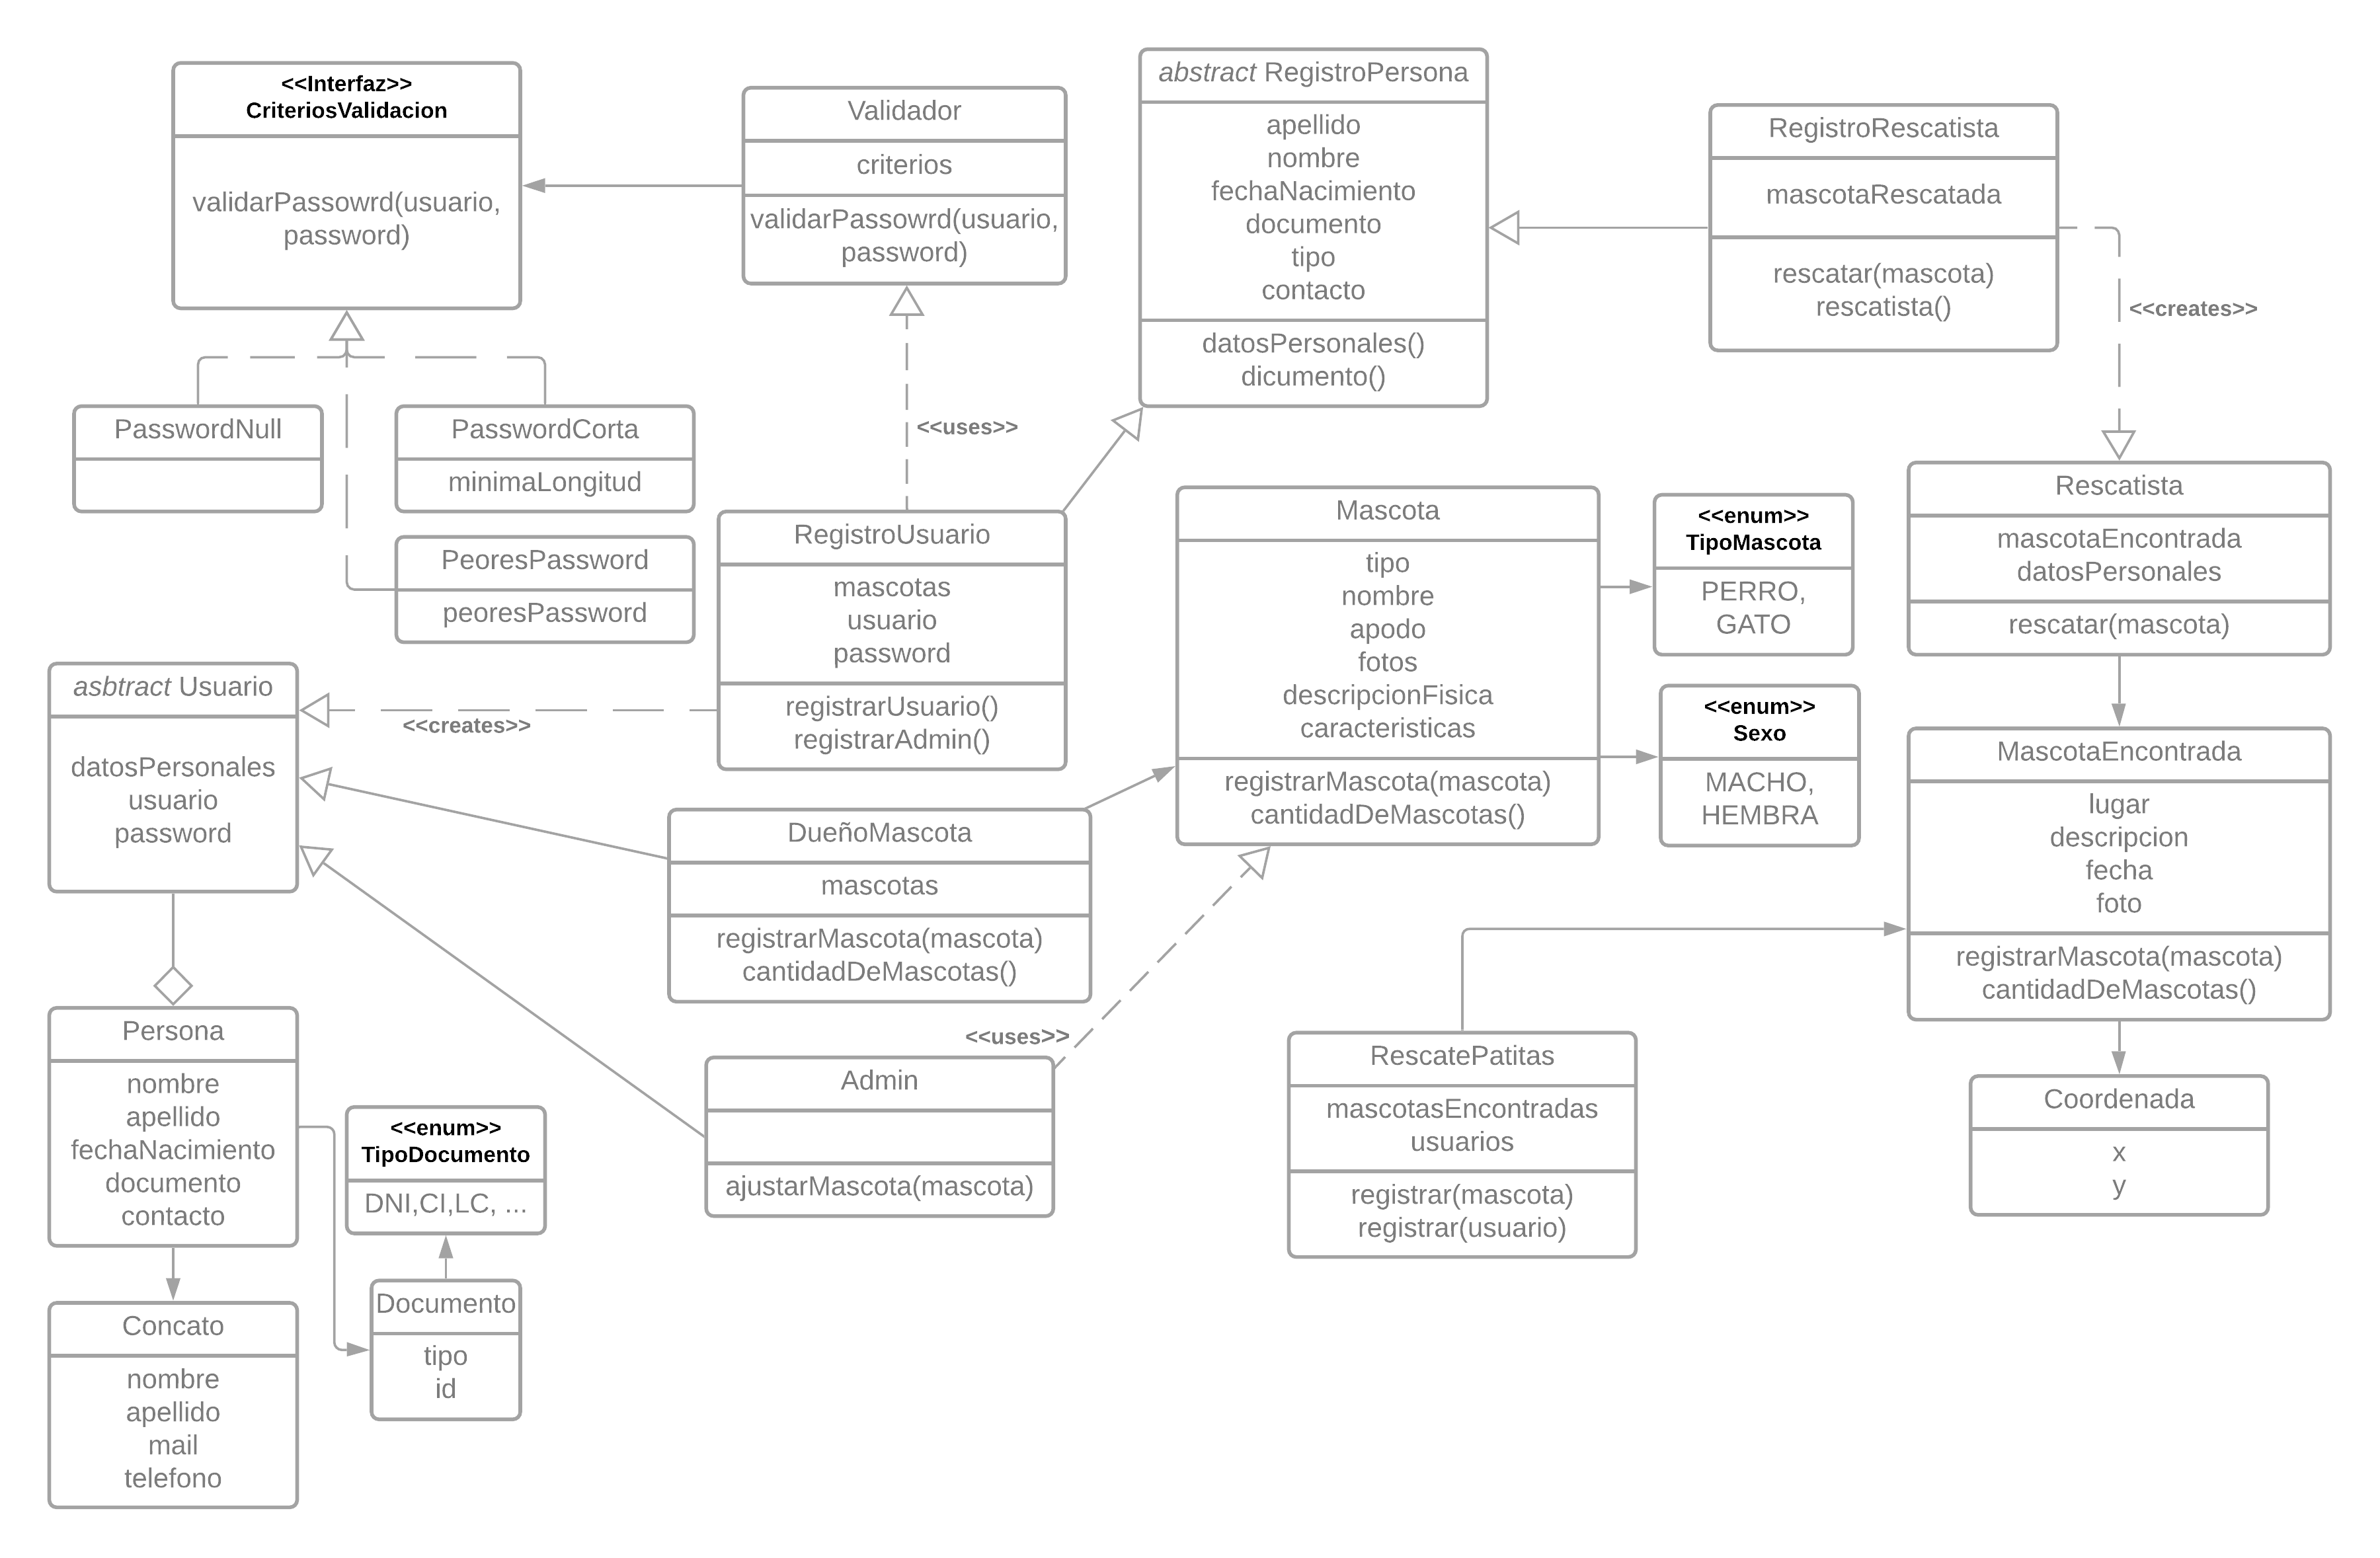 <<Interfaz>>
CriteriosValidacion
validarPassowrd(usuario,
password)
Validador
criterios
validarPassowrd(usuario,
password)
abstract RegistroPersona
apellido
nombre
fechaNacimiento
documento
tipo
contacto
datosPersonales()
dicumento()
RegistroRescatista
mascotaRescatada
rescatar(mascota)
rescatista()
<<creates>>
PasswordNull
PasswordCorta
minimaLongitud
PeoresPassword
peoresPassword
<<uses>>
RegistroUsuario
mascotas
usuario
password
registrarUsuario()
registrarAdmin()
Mascota
tipo
nombre
apodo
fotos
descripcionFisica
caracteristicas
registrarMascota(mascota)
cantidadDeMascotas()
<<enum>>
TipoMascota
PERRO,
GATO
<<enum>>
Sexo
MACHO,
HEMBRA
Rescatista
mascotaEncontrada
datosPersonales
rescatar(mascota)
asbtract Usuario
datosPersonales
usuario
password
<<creates>>
DueñoMascota
mascotas
registrarMascota(mascota)
cantidadDeMascotas()
MascotaEncontrada
lugar
descripcion
fecha
foto
registrarMascota(mascota)
cantidadDeMascotas()
Persona
nombre
apellido
fechaNacimiento
documento
contacto
<<enum>>
TipoDocumento
DNI,CI,LC, ...
<<uses>>
Admin
ajustarMascota(mascota)
RescatePatitas
mascotasEncontradas
usuarios
registrar(mascota)
registrar(usuario)
Coordenada
x
y
Concato
nombre
apellido
mail
telefono
Documento
tipo
id